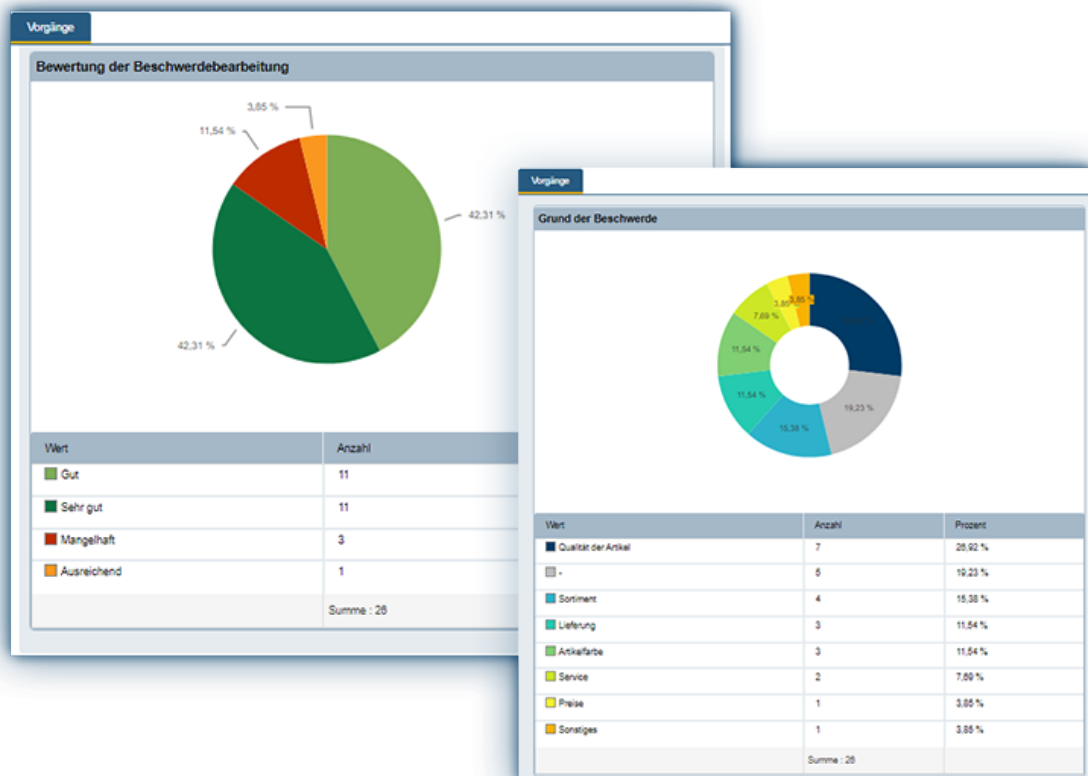 Vorgänge
Bewertung der Beschwerdebearbeitung
3,85 %
11,54 %
42,31 %
42,31 %
Wert Anzahl
Gut 11
Sehr gut 11
Mangelhaft 3
Ausreichend 1
Summe : 26
Vorgänge
Grund der Beschwerde
3,85 %
3,85 %
7,69 %
11,54 %
11,54 %
15,38 %
19,23 %
Wert Anzahl Prozent
Qualität der Artikel 7 26,92 %
- 5 19,23 %
Sortiment 4 15,38 %
Lieferung 3 11,54 %
Artikelfarbe 3 11,54 %
Service 2 7,69 %
Preise 1 3,85 %
Sonstiges 1 3,85 %
Summe : 26